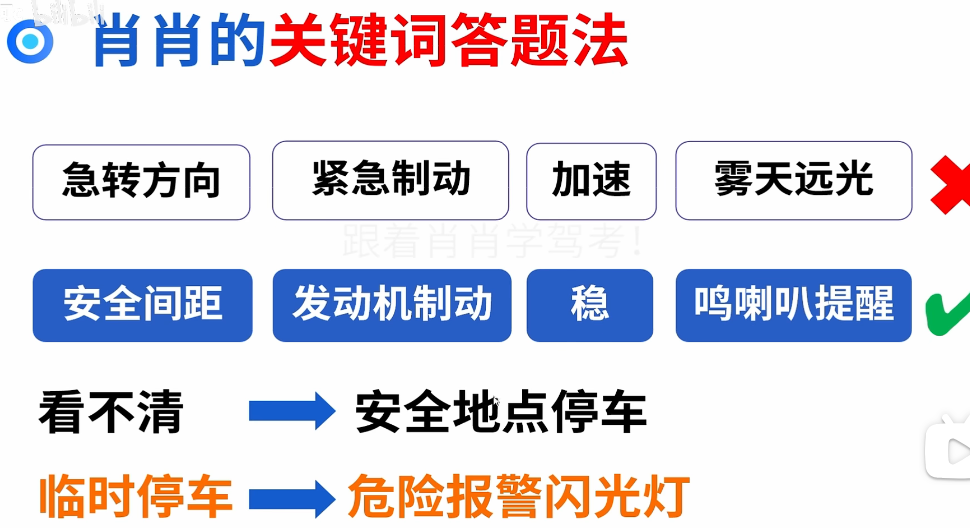 肖肖的关键词答题法
急转方向 紧急制动 加速 雾天远光
跟着肖肖学驾考!
安全间距 发动机制动 稳 鸣喇叭提醒
看不清 安全地点停车
临时停车 危险报警闪光灯